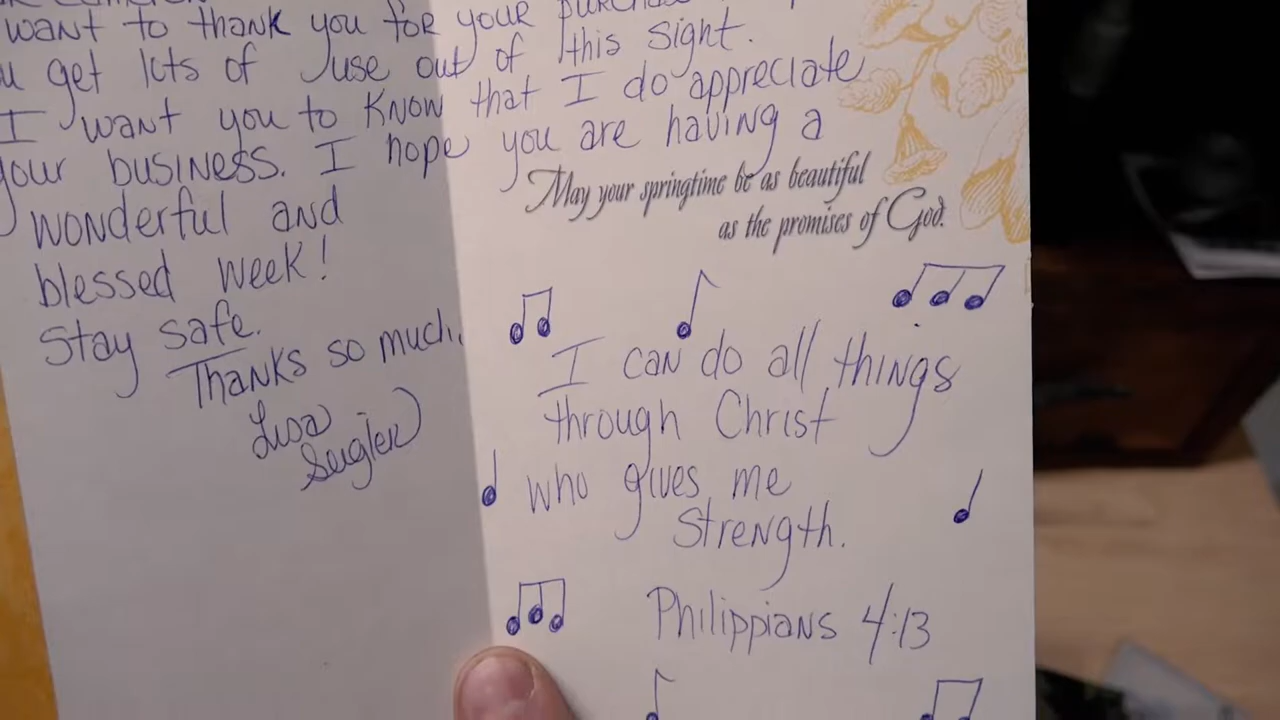 want to thank you for your purchase
u get lots of use out of this sight.
I want you to know that I do appreciate
your business. I hope you are having a
wonderful and
blessed week!
Stay safe.
Thanks so much,
Lisa
Seigler
May your springtime be as beautiful
as the promises of God.
I can do all things
through Christ
who gives me
Strength.
Philippians 4:13